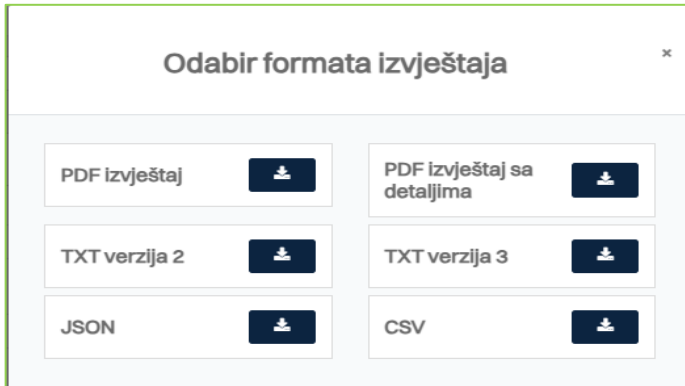 Odabir formata izvještaja
×
PDF izvještaj
PDF izvještaj sa
detaljima
TXT verzija 2
TXT verzija 3
JSON
CSV